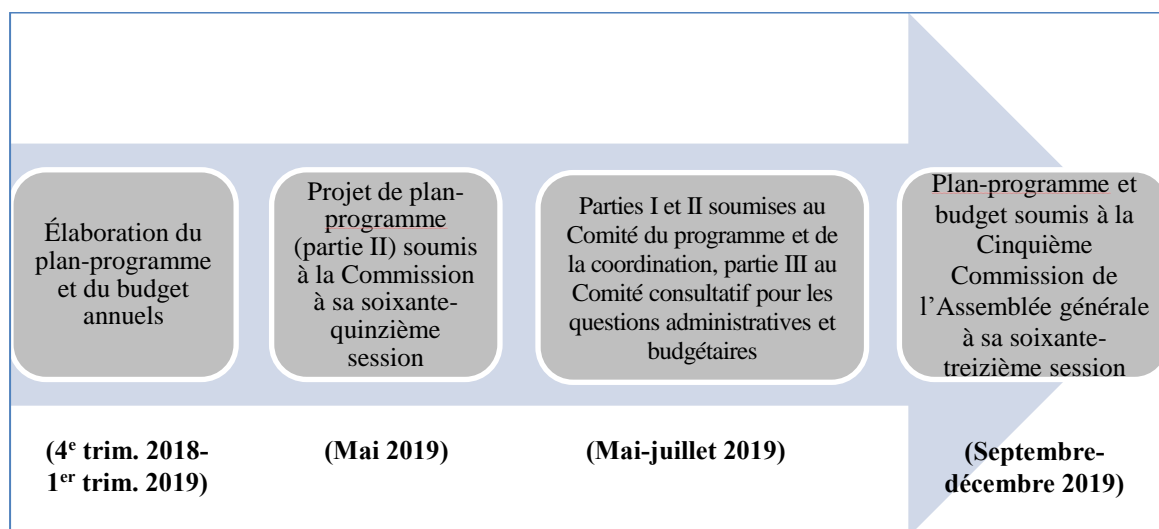 Élaboration du
plan-programme
et du budget
annuels
Projet de plan-
programme
(partie II) soumis
à la Commission
à sa soixante-
quinzième
session
Parties I et II soumises au
Comité du programme et de
la coordination, partie III au
Comité consultatif pour les
questions administratives et
budgétaires
Plan-programme et
budget soumis à la
Cinquième
Commission de
l’Assemblée générale
à sa soixante-
treizième session
(4e trim. 2018-
1er trim. 2019)
(Mai 2019)
(Mai-juillet 2019)
(Septembre-
décembre 2019)